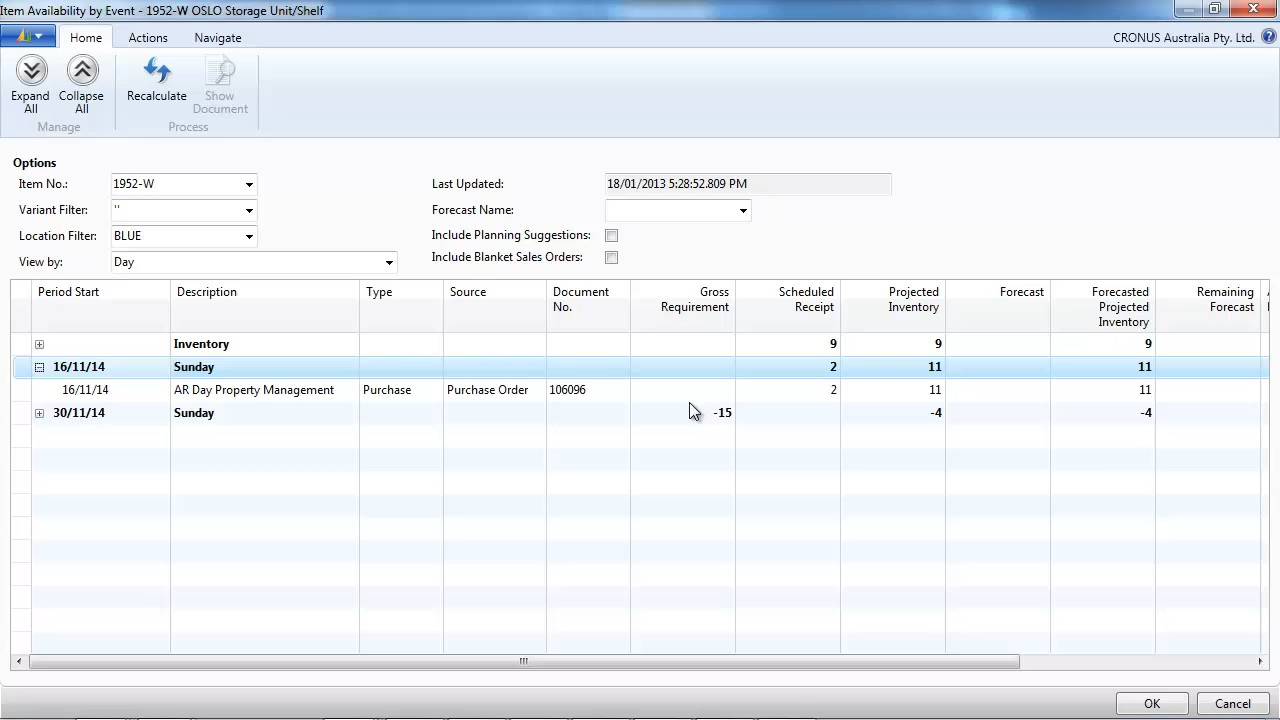 Item Availability by Event - 1952-W OSLO Storage Unit/Shelf
Home Actions Navigate CRONUS Australia Pty. Ltd.
Expand All
Collapse All
Recalculate
Show Document
Manage Process
Options
Item No.: 1952-W Last Updated: 18/01/2013 5:28:52.809 PM
Variant Filter: '' Forecast Name:
Location Filter: BLUE Include Planning Suggestions:
View by: Day Include Blanket Sales Orders:
Period Start Description Type Source Document No. Gross Requirement Scheduled Receipt Projected Inventory Forecast Forecasted Projected Inventory Remaining Forecast
Inventory 9 9 9
16/11/14 Sunday 2 11 11
16/11/14 AR Day Property Management Purchase Purchase Order 106096 2 11 11
30/11/14 Sunday -15 -4 -4
OK Cancel